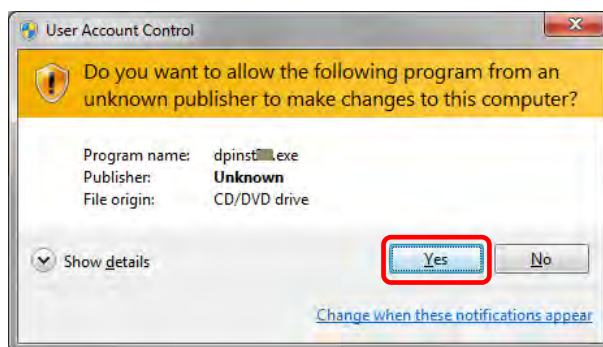 User Account Control
Do you want to allow the following program from an
unknown publisher to make changes to this computer?
Program name: dpinst .exe
Publisher: Unknown
File origin: CD/DVD drive
Show details
Yes No
Change when these notifications appear